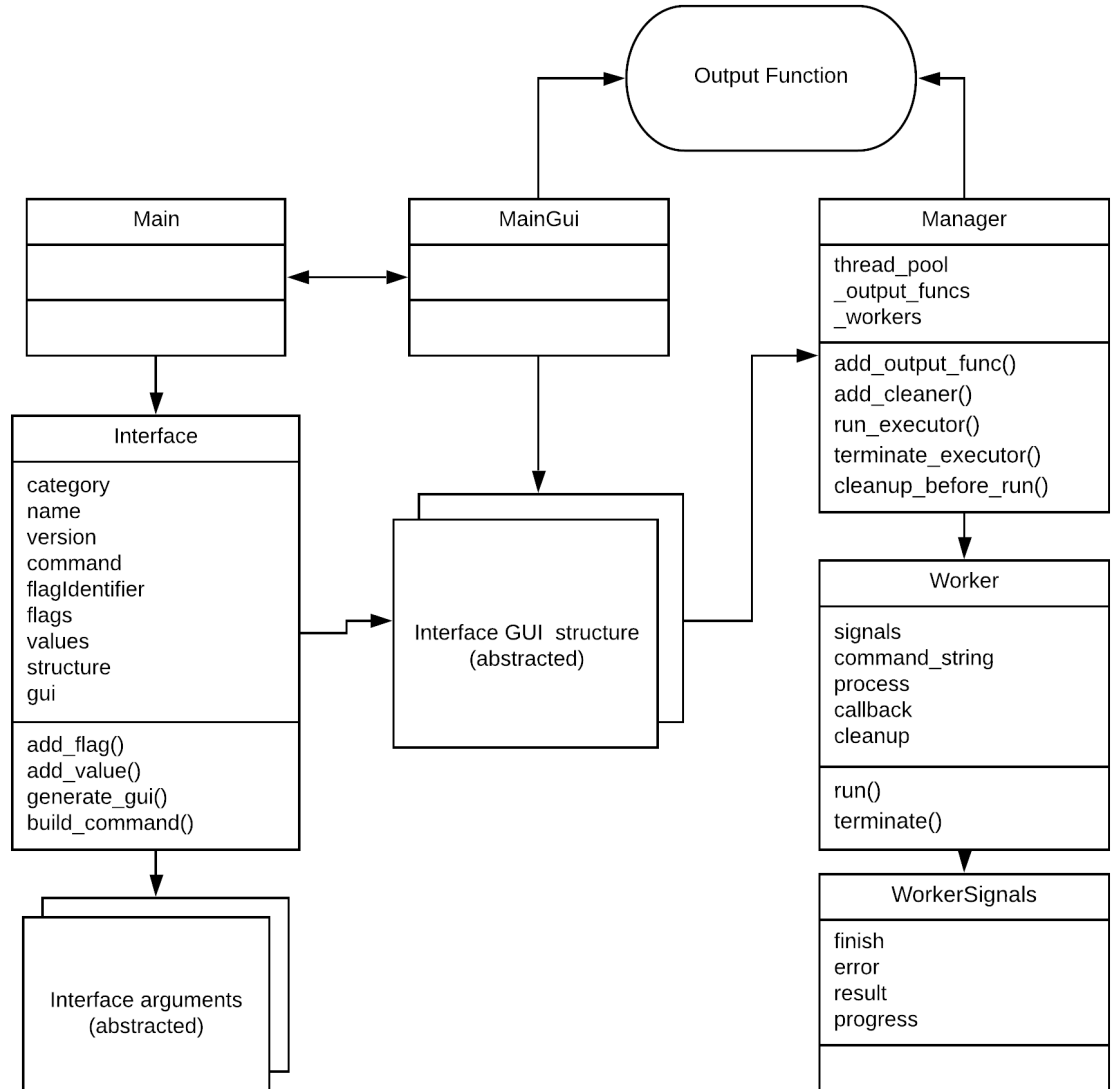 Output Function
Main
MainGui
Manager
thread_pool
_output_funcs
_workers
add_output_func()
add_cleaner()
run_executor()
terminate_executor()
cleanup_before_run()
Interface
category
name
version
command
flagIdentifier
flags
values
structure
gui
add_flag()
add_value()
generate_gui()
build_command()
Interface GUI structure
(abstracted)
Worker
signals
command_string
process
callback
cleanup
run()
terminate()
WorkerSignals
finish
error
result
progress
Interface arguments
(abstracted)